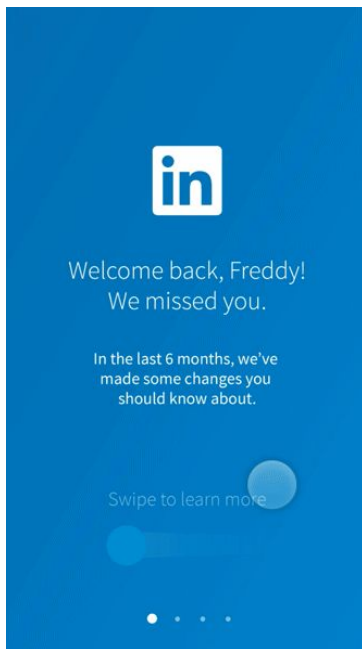 in
Welcome back, Freddy!
We missed you.
In the last 6 months, we've
made some changes you
should know about.
Swipe to learn more